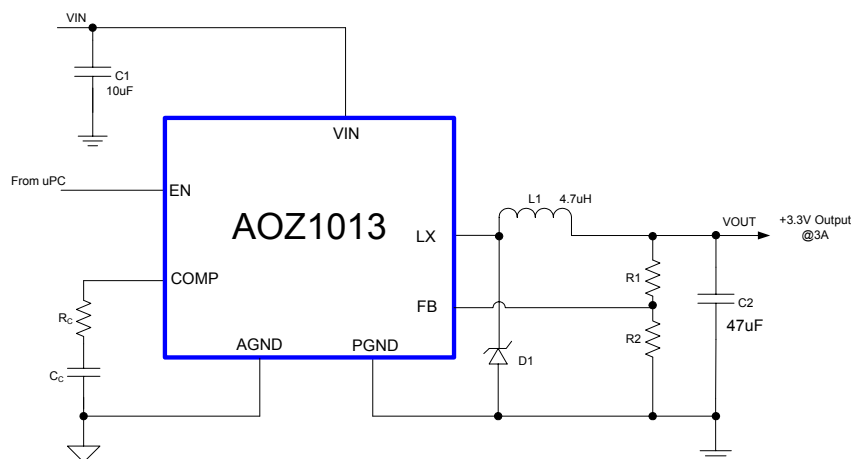 VIN
C1
10uF
VIN
From uPC
EN
AOZ1013
LX
L1 4.7uH
VOUT
+3.3V Output
@3A
COMP
FB
R1
C2
47uF
RC
R2
AGND
PGND
D1
CC